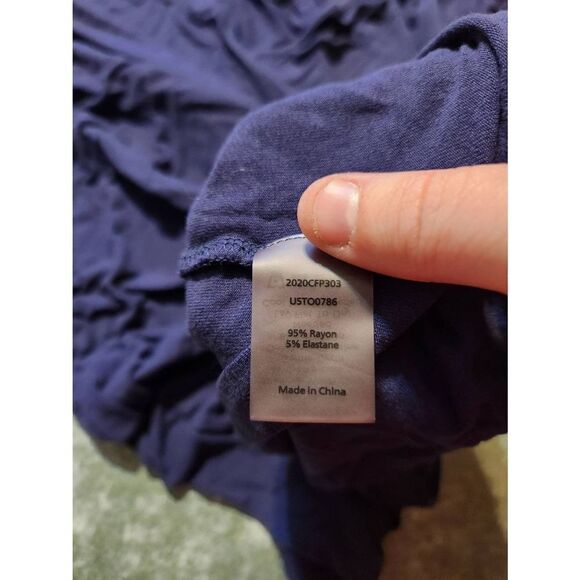 2020CFP303
USTO0786
95% Rayon
5% Elastane
Made in China